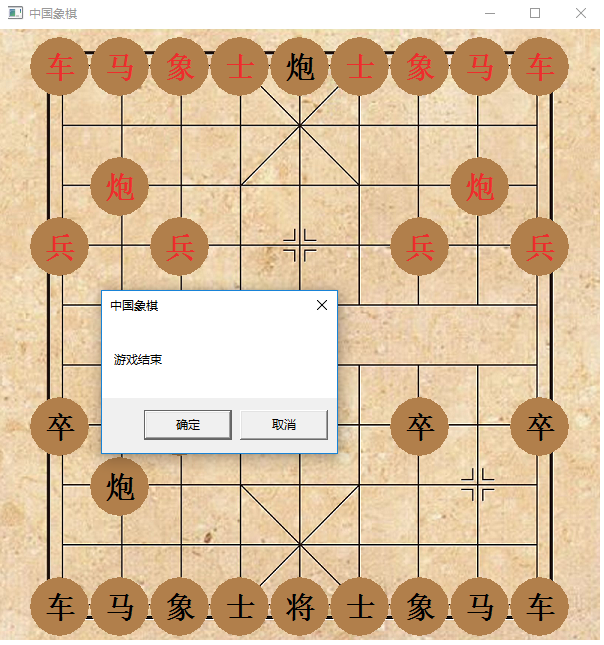 中国象棋
车 马 象 士 炮 士 象 马 车
炮 炮
兵 兵 兵 兵
中国象棋
游戏结束
确定 取消
卒 卒 卒
炮
车 马 象 士 将 士 象 马 车